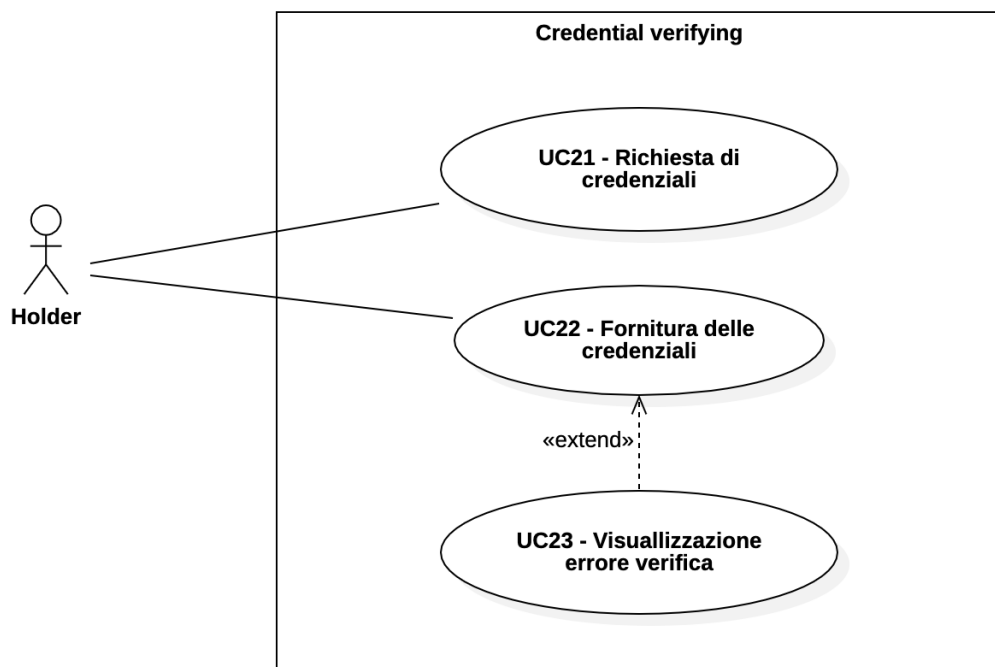 Credential verifying
UC21 - Richiesta di
credenziali
Holder
UC22 - Fornitura delle
credenziali
«extend»
UC23 - Visuallizzazione
errore verifica